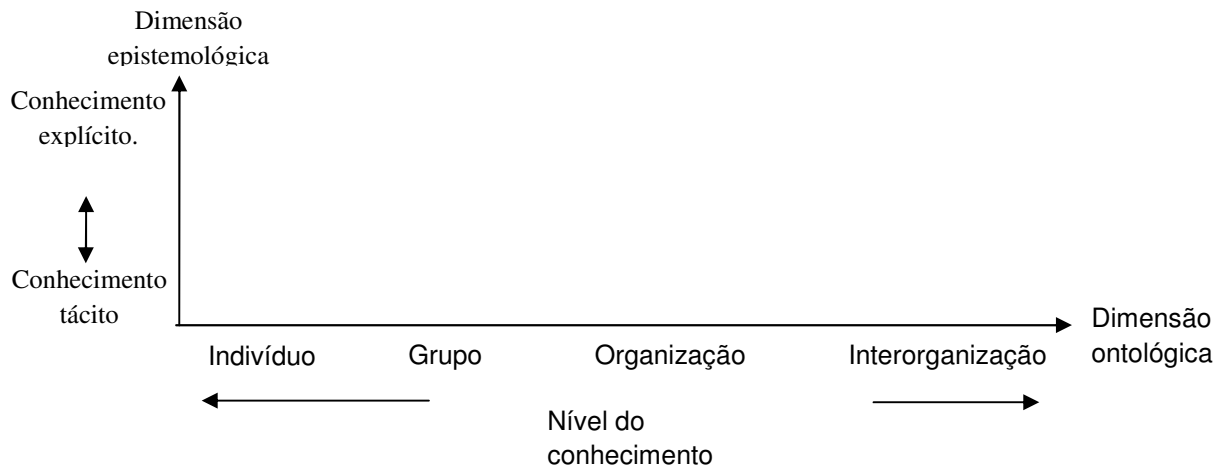 Dimensão
epistemológica
Conhecimento
explícito.
Conhecimento
tácito
Indivíduo
Grupo
Organização
Interorganização
Dimensão
ontológica
Nível do
conhecimento